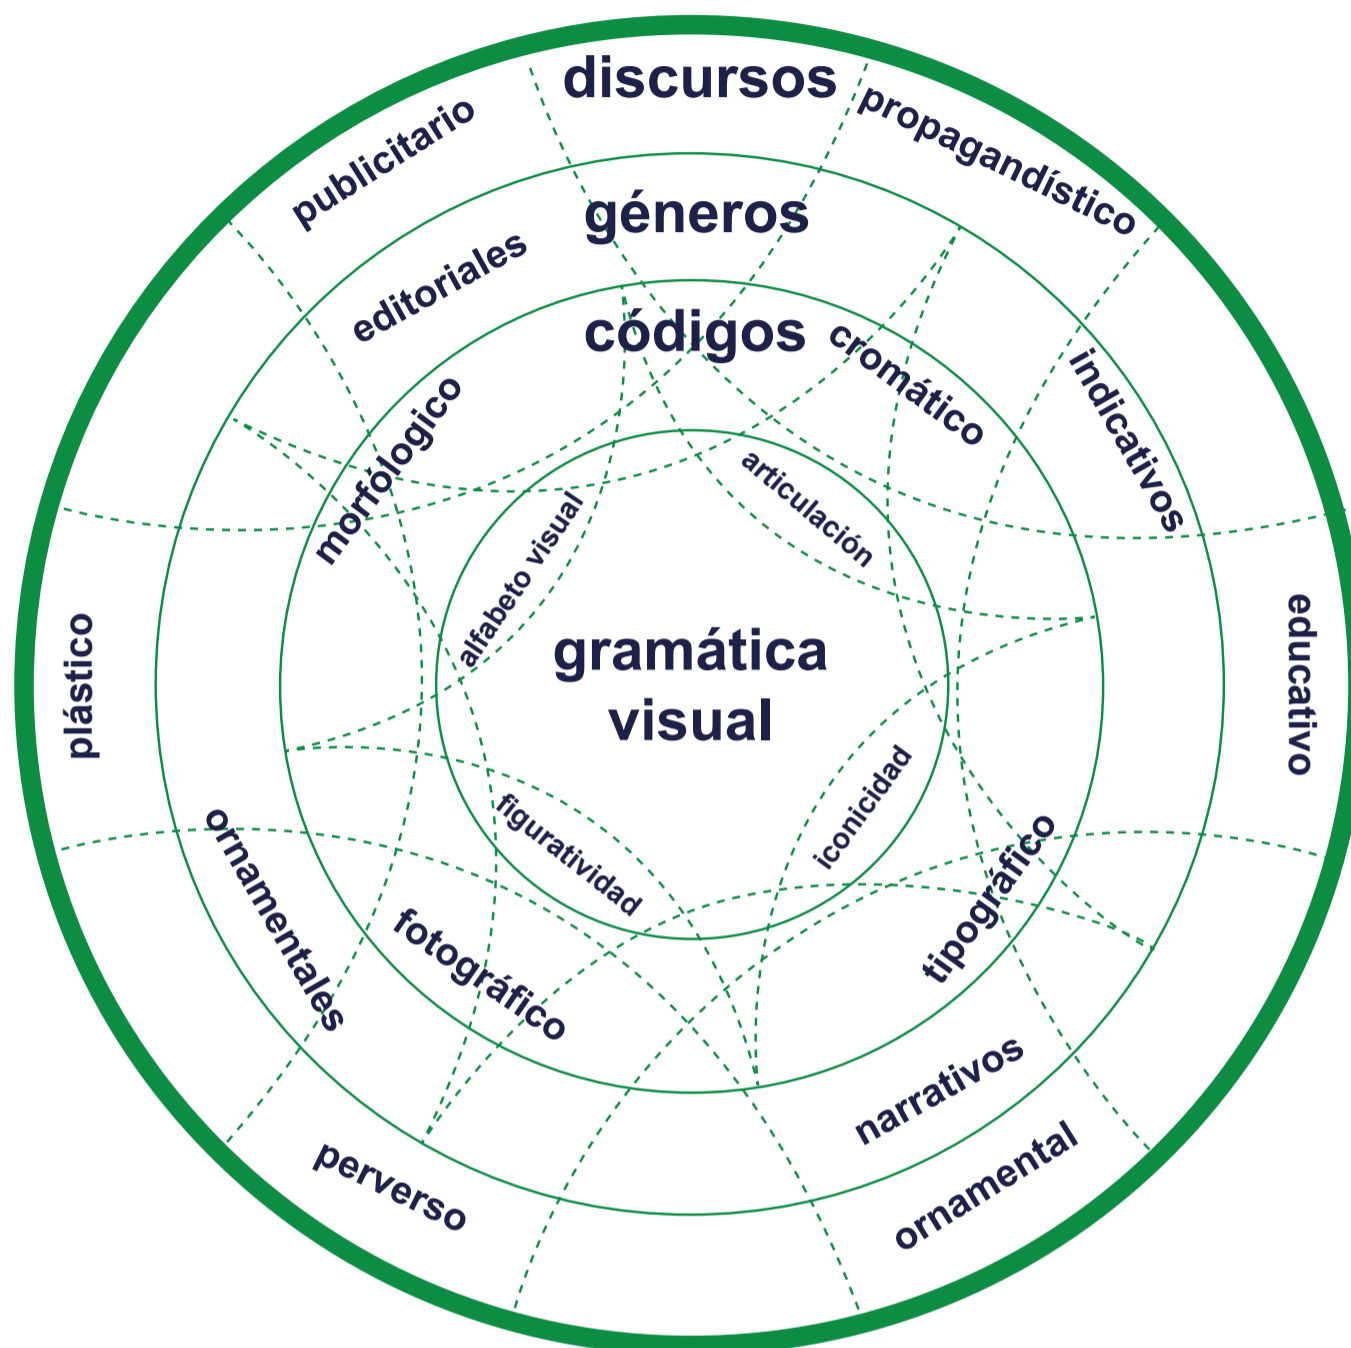 discursos
publicitario
propagandístico
géneros
editoriales
códigos
cromático
indicativos
morfólogico
articulación
alfabeto visual
gramática
visual
plástico
educativo
iconicidad
figuratividad
ornamentales
fotográfico
tipográfico
narrativos
perverso
ornamental